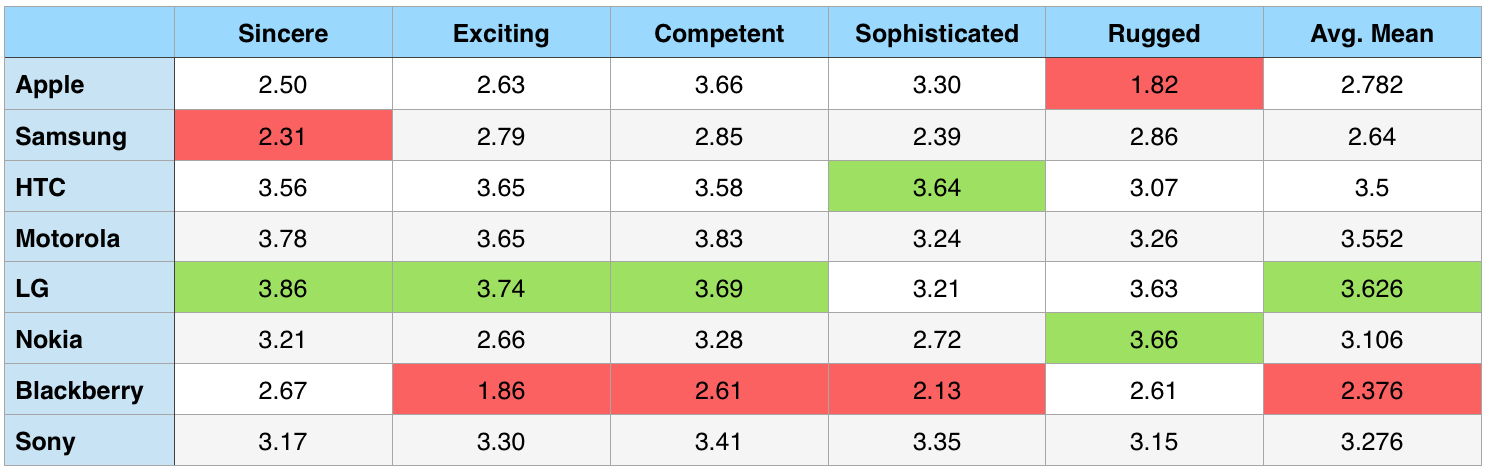 Sincere Exciting Competent Sophisticated Rugged Avg. Mean
Apple 2.50 2.63 3.66 3.30 1.82 2.782
Samsung 2.31 2.79 2.85 2.39 2.86 2.64
HTC 3.56 3.65 3.58 3.64 3.07 3.5
Motorola 3.78 3.65 3.83 3.24 3.26 3.552
LG 3.86 3.74 3.69 3.21 3.63 3.626
Nokia 3.21 2.66 3.28 2.72 3.66 3.106
Blackberry 2.67 1.86 2.61 2.13 2.61 2.376
Sony 3.17 3.30 3.41 3.35 3.15 3.276